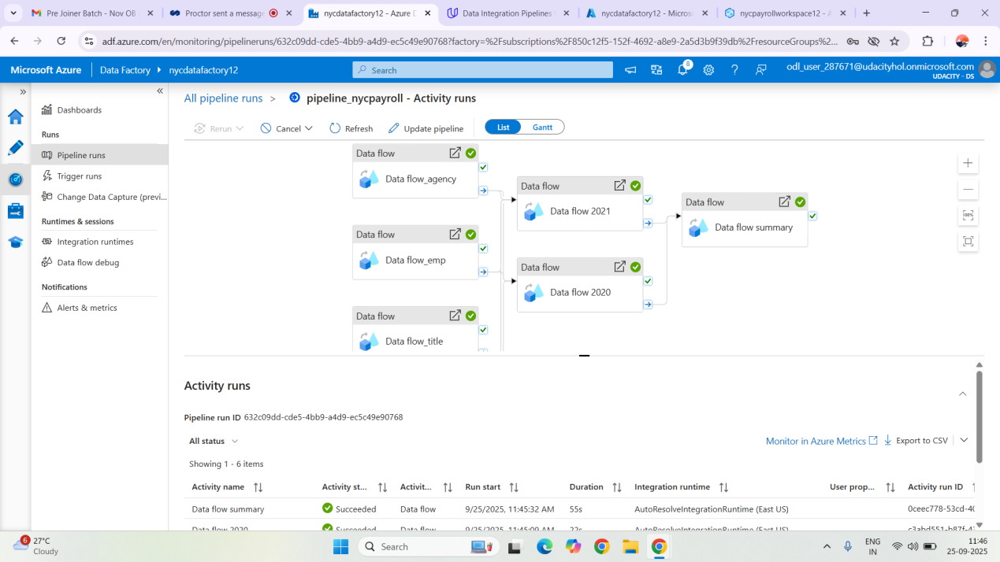 Pre Joiner Batch - Nov OB
Proctor sent a message
nycdatafactory12 - Azure D
Data Integration Pipelines
nycdatafactory12 - Micros
nycpayrollworkspace12 - A
adf.azure.com/en/monitoring/pipelineruns/632c09dd-cde5-4bb9-a4d9-ec5c49e90768?factory=%2Fsubscriptions%2F850c12f5-152f-4692-a8e9-2a5d3b9f39db%2FresourceGroups%2...
Microsoft Azure
Data Factory
nycdatafactory12
Search
8
odl_user_287671@udacityhol.onmicrosoft.com
UDACITY - DS
Dashboards
Runs
Pipeline runs
Trigger runs
Change Data Capture (previ...
Runtimes & sessions
Integration runtimes
Data flow debug
Notifications
Alerts & metrics
All pipeline runs > pipeline_nycpayroll - Activity runs
Rerun
Cancel
Refresh
Update pipeline
List
Gantt
Data flow
Data flow_agency
Data flow
Data flow 2021
Data flow
Data flow summary
Data flow
Data flow_emp
Data flow
Data flow 2020
Data flow
Data flow_title
100%
Activity runs
Pipeline run ID 632c09dd-cde5-4bb9-a4d9-ec5c49e90768
All status
Monitor in Azure Metrics
Export to CSV
Showing 1 - 6 items
Activity name Activity st... Activit... Run start Duration Integration runtime User prop... Activity run ID
Data flow summary Succeeded Data flow 9/25/2025, 11:45:32 AM 55s AutoResolveIntegrationRuntime (East US) 0ceec778-53cd-40
Data flow 2020 Succeeded Data flow 9/25/2025, 11:45:09 AM 22s AutoResolveIntegrationRuntime (East US)
6
27°C
Cloudy
Search
ENG
IN
11:46
25-09-2025